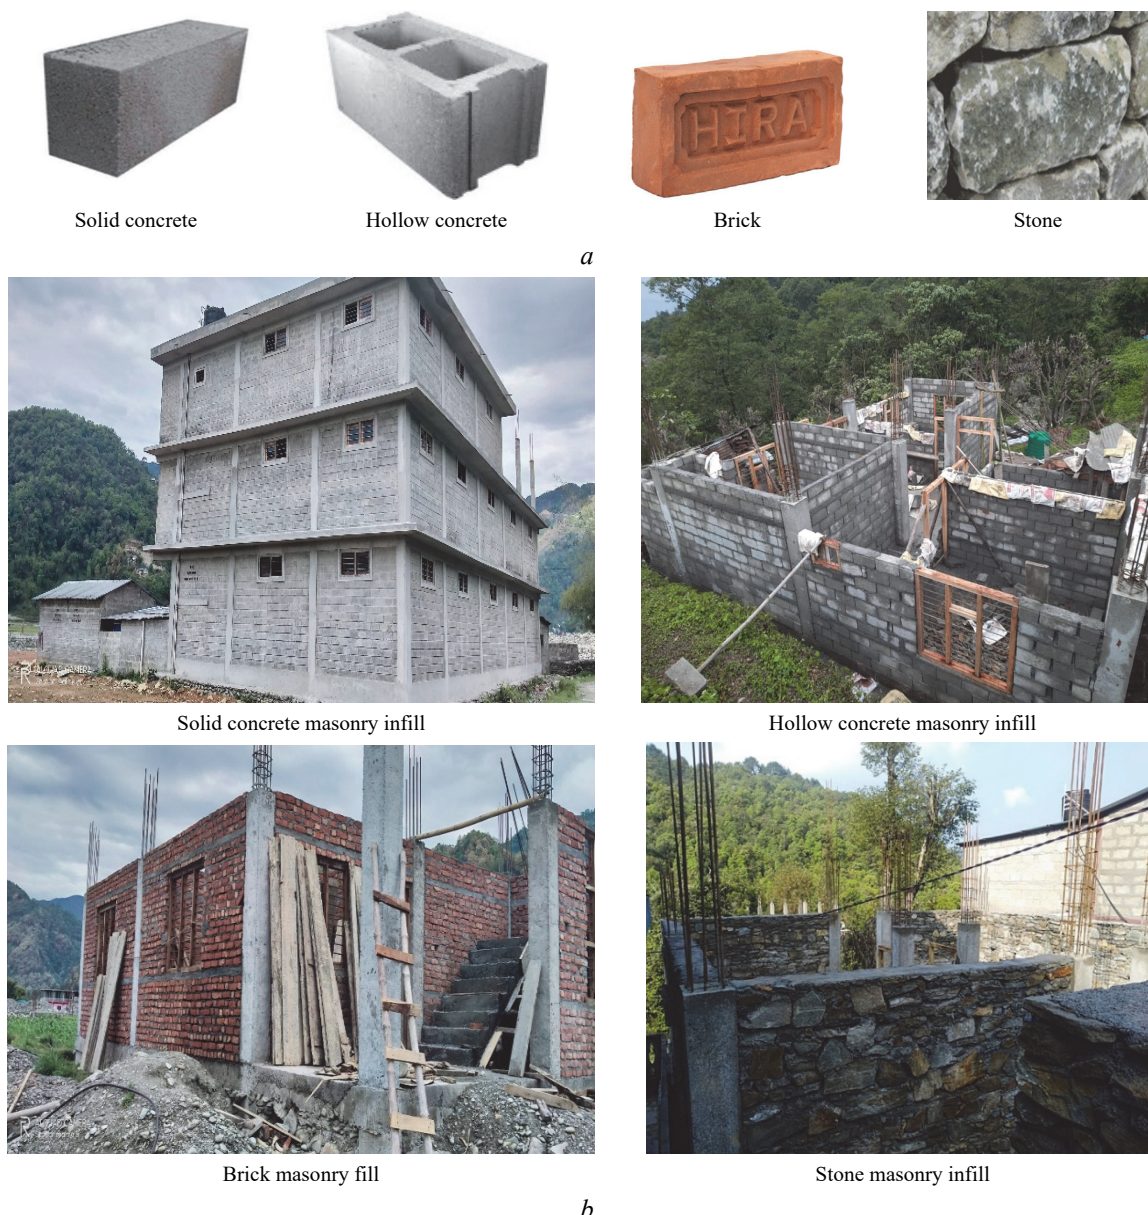 HIRA
Solid concrete
Hollow concrete
Brick
Stone
a
Solid concrete masonry infill
Hollow concrete masonry infill
Brick masonry fill
Stone masonry infill
b